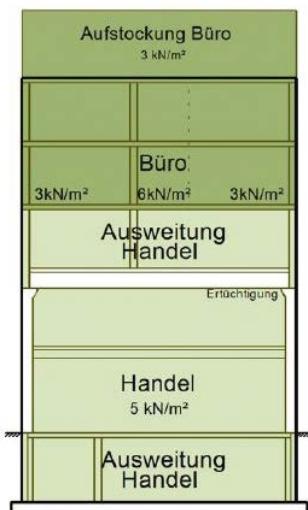 Aufstockung Büro
3 kN/m²
Büro
3kN/m² 6kN/m² 3kN/m²
Ausweitung
Handel
Ertüchtigung
Handel
5 kN/m²
Ausweitung
Handel